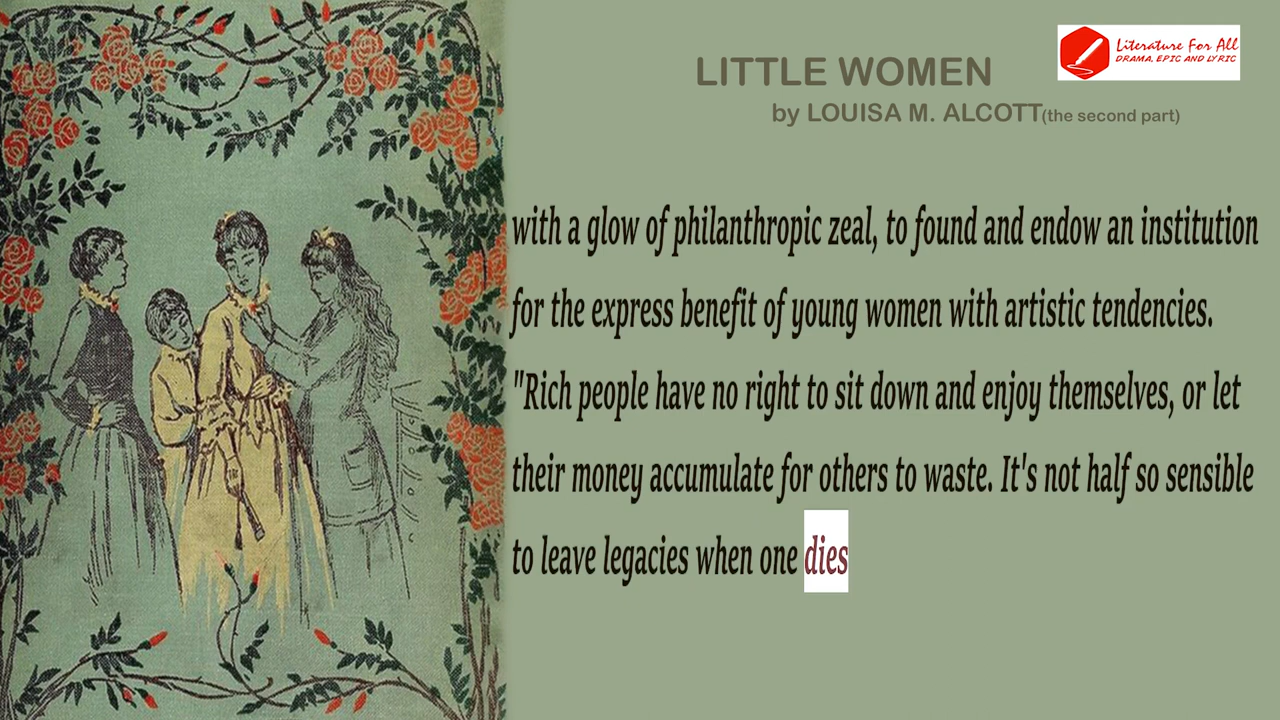 LITTLE WOMEN
by LOUISA M. ALCOTT(the second part)
Literature For All
DRAMA, EPIC AND LYRIC
with a glow of philanthropic zeal, to found and endow an institution
for the express benefit of young women with artistic tendencies.
"Rich people have no right to sit down and enjoy themselves, or let
their money accumulate for others to waste. It's not half so sensible
to leave legacies when one dies